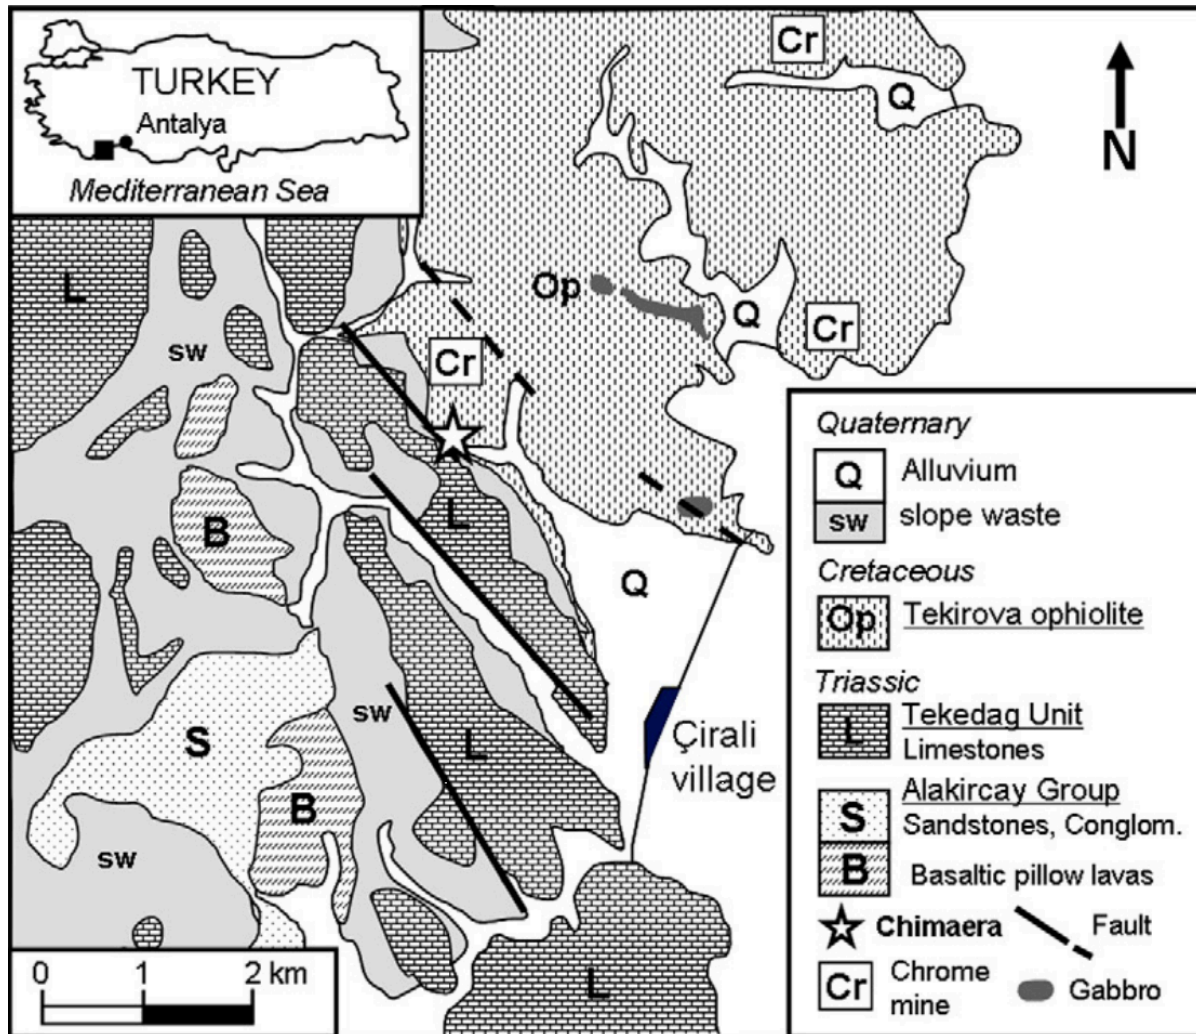 TURKEY
Antalya
Mediterranean Sea
Cr
Q
N
L
Op
Q
Cr
sw
Cr
B
L
Q
S
sw
L
B
Çirali
village
sw
L
0 1 2 km
Quaternary
Q Alluvium
sw slope waste
Cretaceous
Op Tekirova ophiolite
Triassic
L Tekedag Unit
Limestones
Alakircay Group
S Sandstones, Conglom.
B Basaltic pillow lavas
Chimaera Fault
Cr Chrome
mine Gabbro